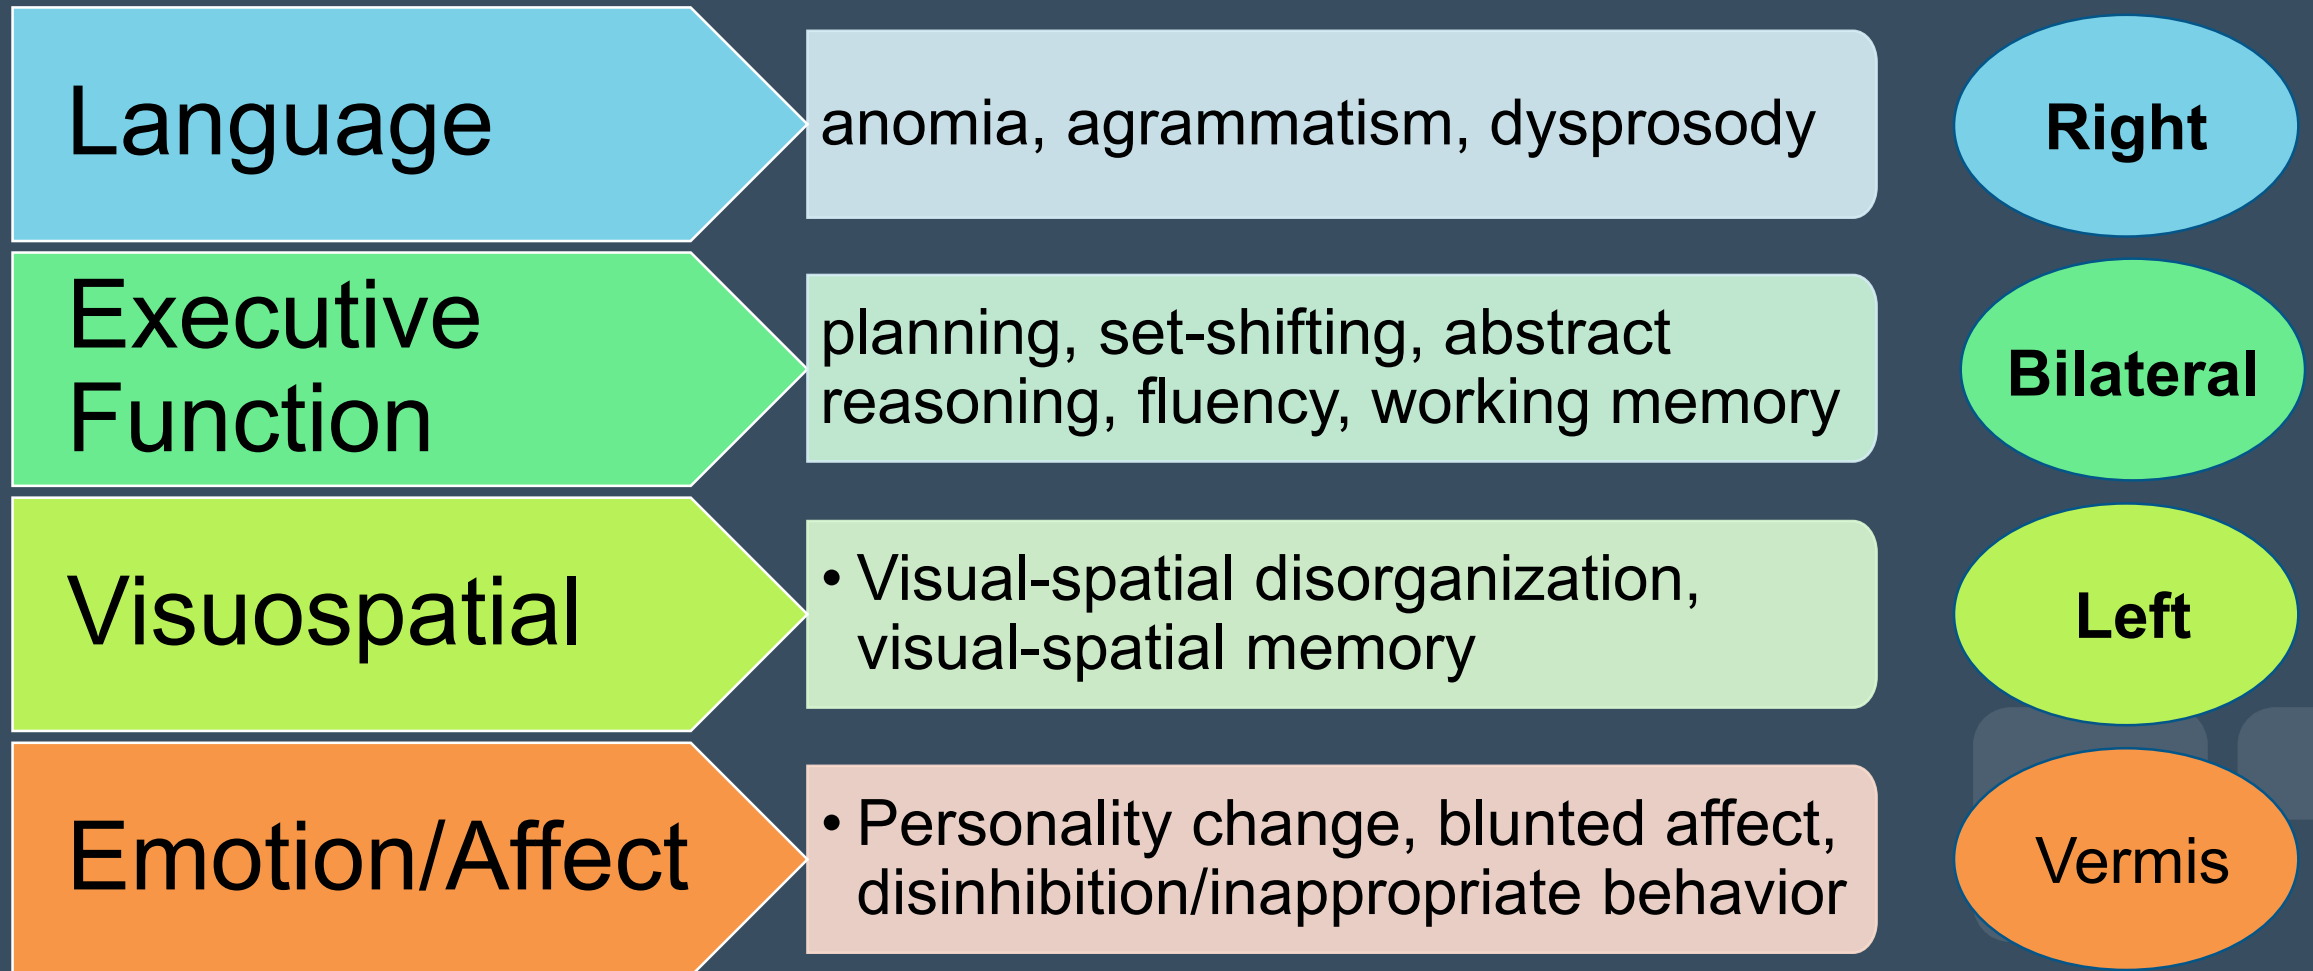 Language
anomia, agrammatism, dysprosody
Right
Executive
Function
planning, set-shifting, abstract
reasoning, fluency, working memory
Bilateral
Visuospatial
• Visual-spatial disorganization,
visual-spatial memory
Left
Emotion/Affect
• Personality change, blunted affect,
disinhibition/inappropriate behavior
Vermis